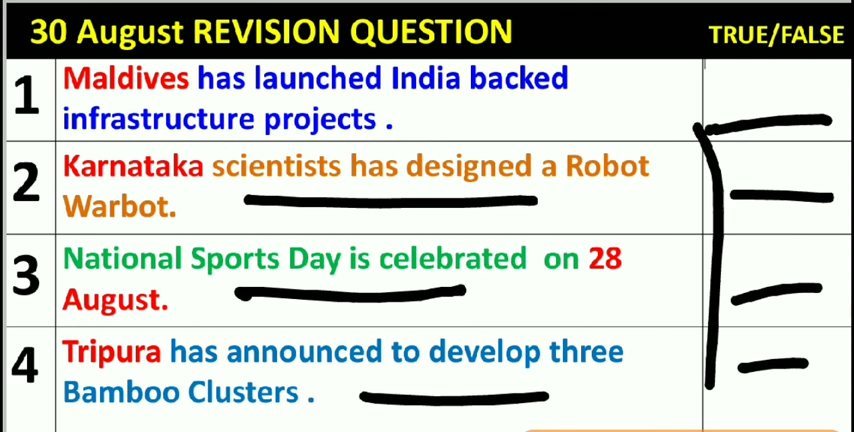 30 August REVISION QUESTION TRUE/FALSE
1 Maldives has launched India backed
infrastructure projects .
2 Karnataka scientists has designed a Robot
Warbot.
3 National Sports Day is celebrated on 28
August.
4 Tripura has announced to develop three
Bamboo Clusters .